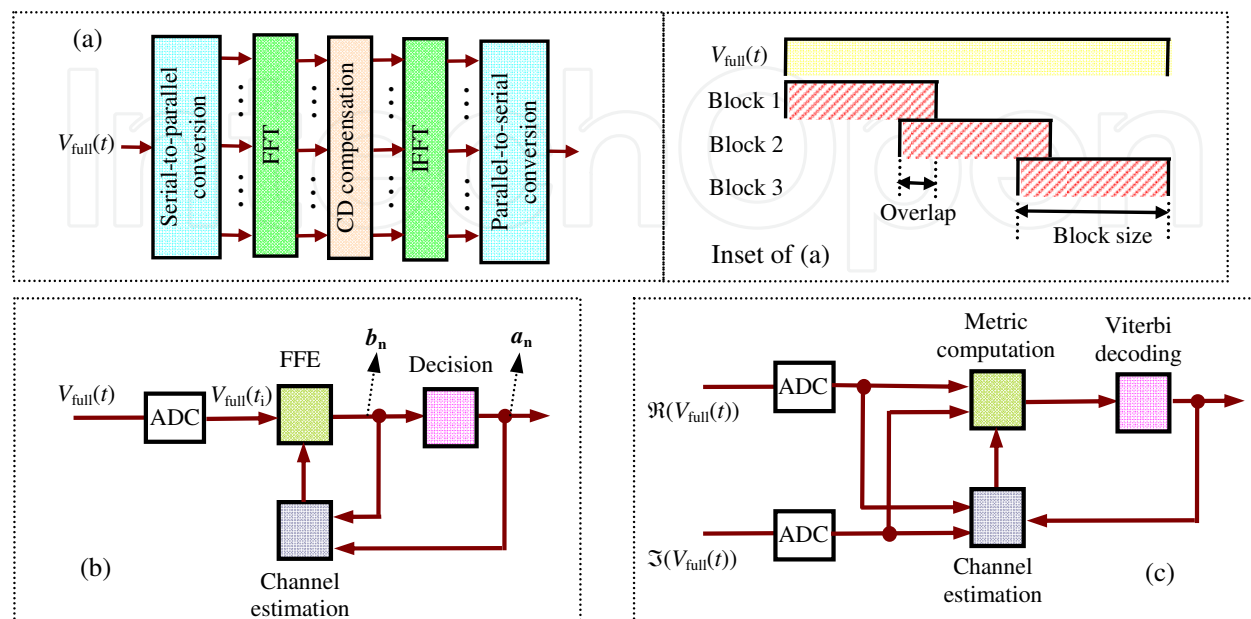 (a)
Serial-to-parallel
conversion
FFT
CD compensation
IFFT
Parallel-to-serial
conversion
V_full(t)
V_full(t)
Block 1
Block 2
Block 3
Overlap
Block size
Inset of (a)
IntechOpen
b_n
a_n
FFE
Decision
V_full(t)
V_full(t_i)
ADC
(b)
Channel
estimation
Metric
computation
Viterbi
decoding
ADC
ℜ(V_full(t))
ADC
ℑ(V_full(t))
Channel
estimation
(c)